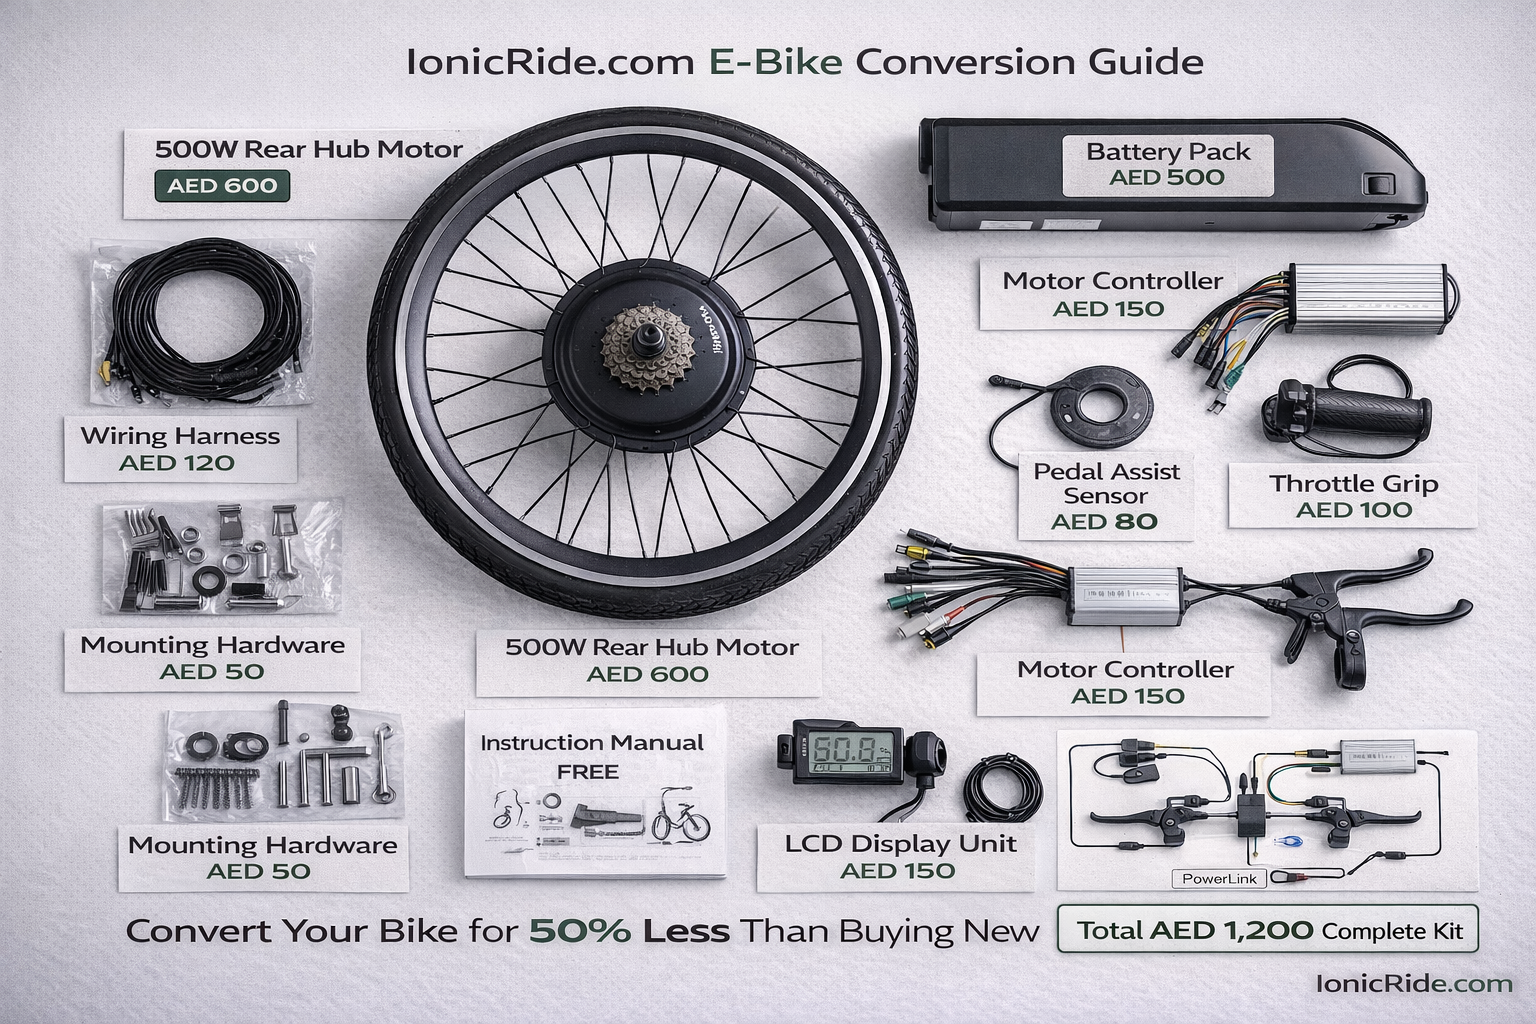 IonicRide.com E-Bike Conversion Guide
500W Rear Hub Motor
AED 600
Battery Pack
AED 500
Motor Controller
AED 150
Wiring Harness
AED 120
Pedal Assist
Sensor
AED 80
Throttle Grip
AED 100
Mounting Hardware
AED 50
500W Rear Hub Motor
AED 600
Motor Controller
AED 150
Mounting Hardware
AED 50
Instruction Manual
FREE
LCD Display Unit
AED 150
PowerLink
Convert Your Bike for 50% Less Than Buying New
Total AED 1,200 Complete Kit
IonicRide.com